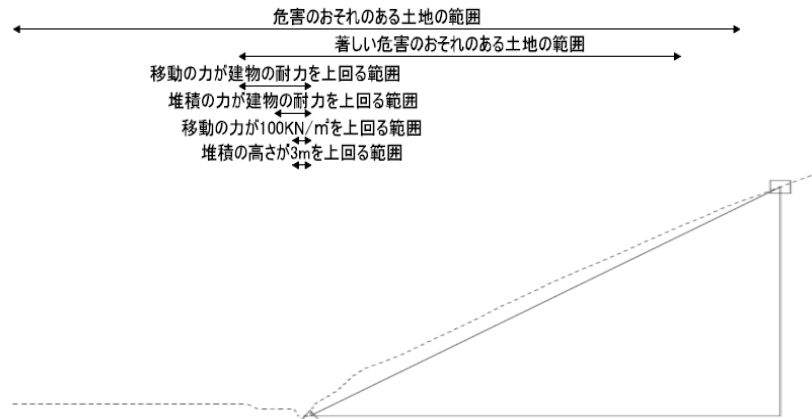 危害のおそれのある土地の範囲
著しい危害のおそれのある土地の範囲
移動の力が建物の耐力を上回る範囲
堆積の力が建物の耐力を上回る範囲
移動の力が100KN/㎡を上回る範囲
堆積の高さが3mを上回る範囲